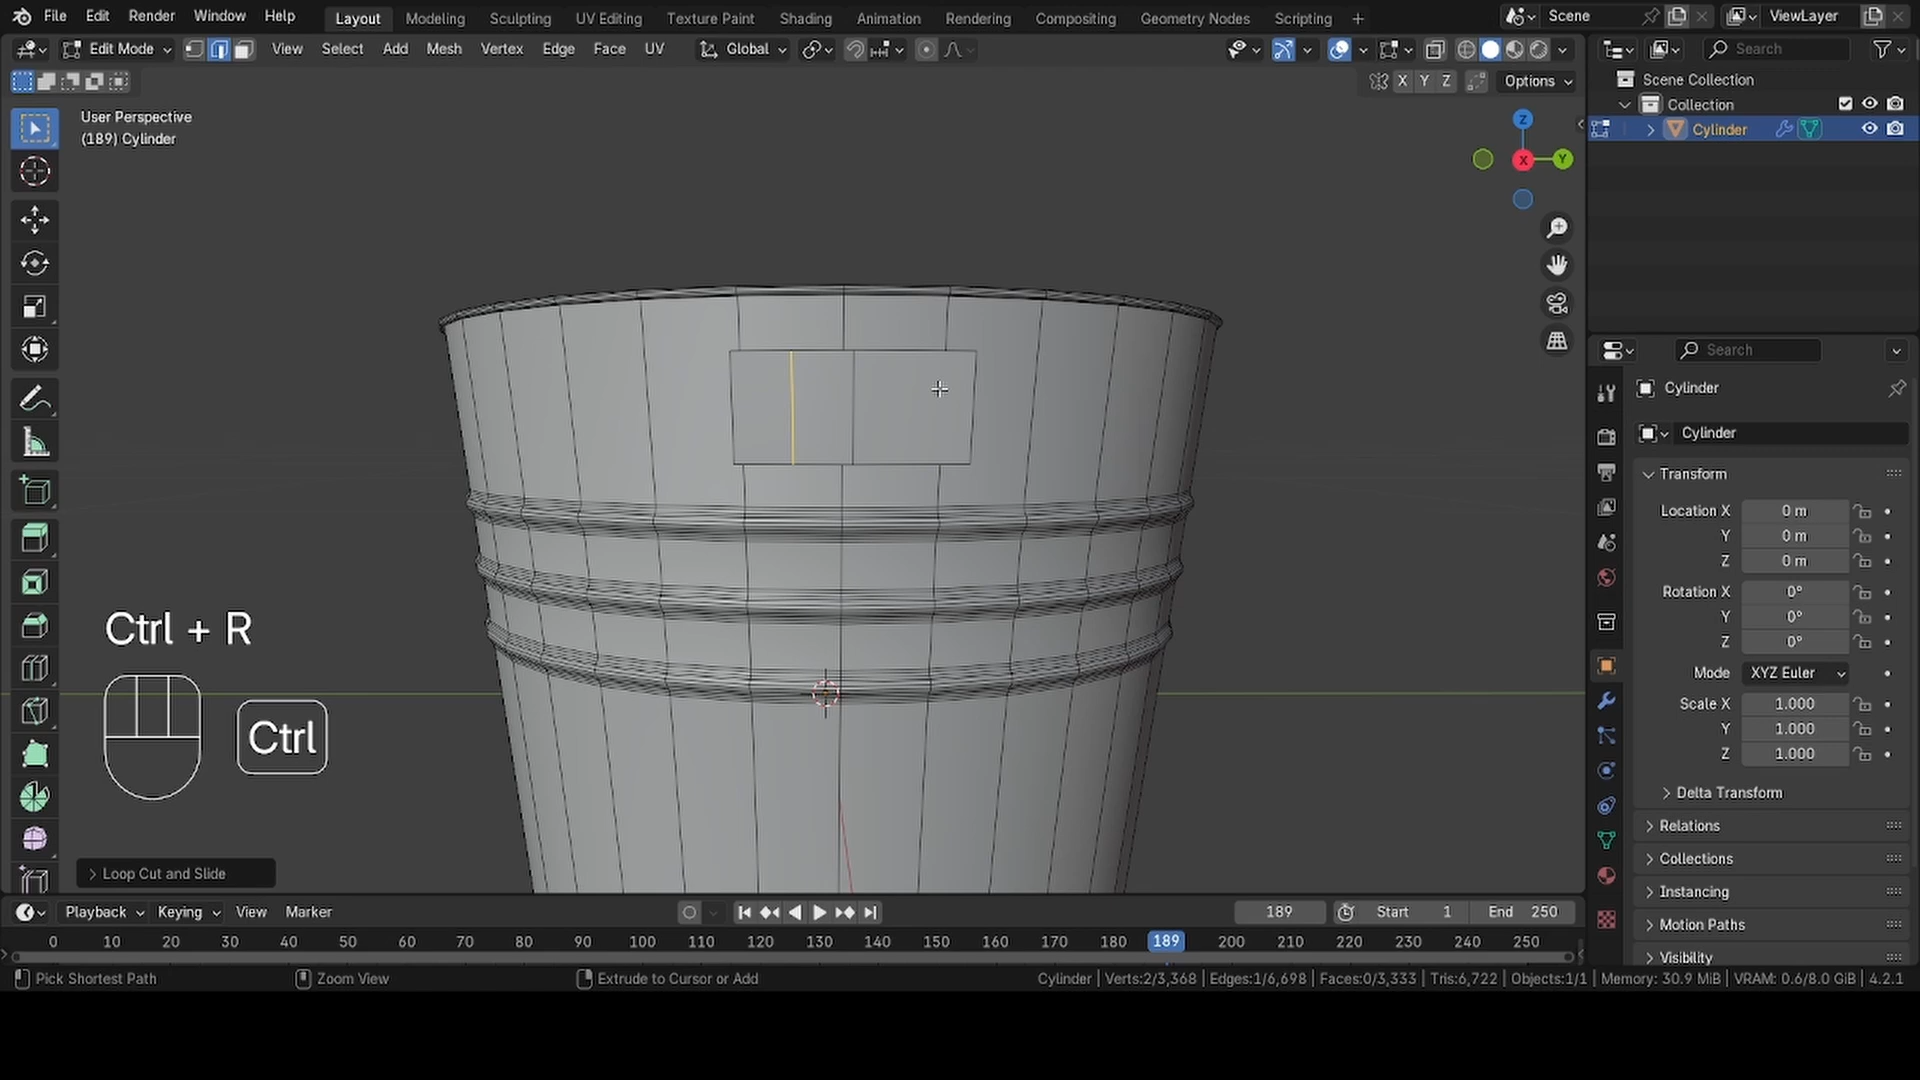 File Edit Render Window Help Layout Modeling Sculpting UV Editing Texture Paint Shading Animation Rendering Compositing Geometry Nodes Scripting + Scene ViewLayer
Edit Mode View Select Add Mesh Vertex Edge Face UV Global Search
X Y Z Options
User Perspective
(189) Cylinder
Z
X
Y
Scene Collection
Collection
Cylinder
Search
Cylinder
Cylinder
Transform
Location X 0 m
Y 0 m
Z 0 m
Rotation X 0°
Y 0°
Z 0°
Mode XYZ Euler
Scale X 1.000
Y 1.000
Z 1.000
Delta Transform
Relations
Collections
Instancing
Motion Paths
Visibility
Ctrl + R
Ctrl
Loop Cut and Slide
Playback Keying View Marker 189 Start 1 End 250
0 10 20 30 40 50 60 70 80 90 100 110 120 130 140 150 160 170 180 189 200 210 220 230 240 250
Pick Shortest Path Zoom View Extrude to Cursor or Add Cylinder | Verts:2/3,368 | Edges:1/6,698 | Faces:0/3,333 | Tris:6,722 | Objects:1/1 | Memory: 30.9 MiB | VRAM: 0.6/8.0 GiB | 4.2.1